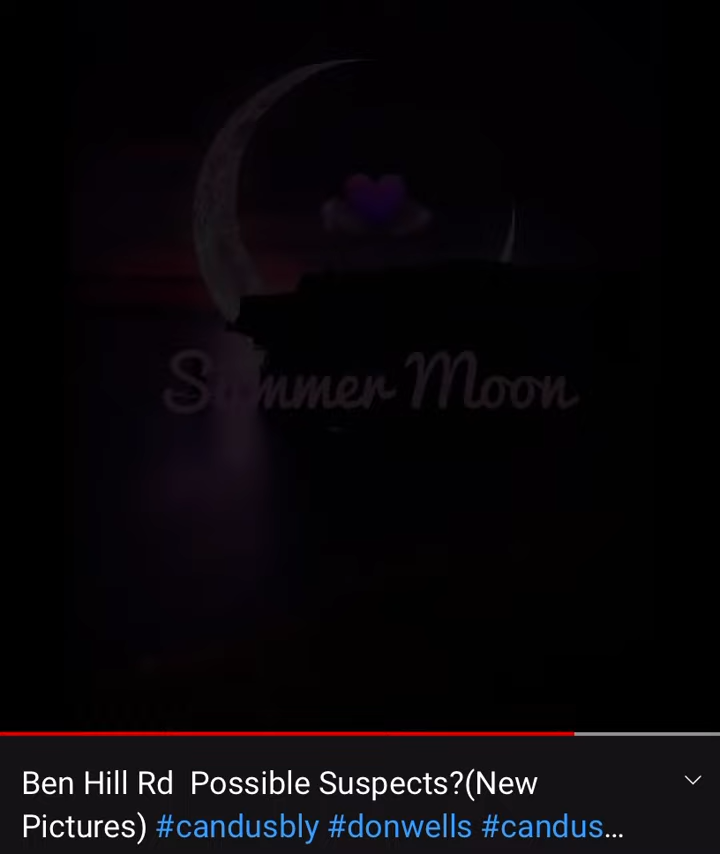 Summer Moon
Ben Hill Rd Possible Suspects?(New
Pictures) #candusbly #donwells #candus...